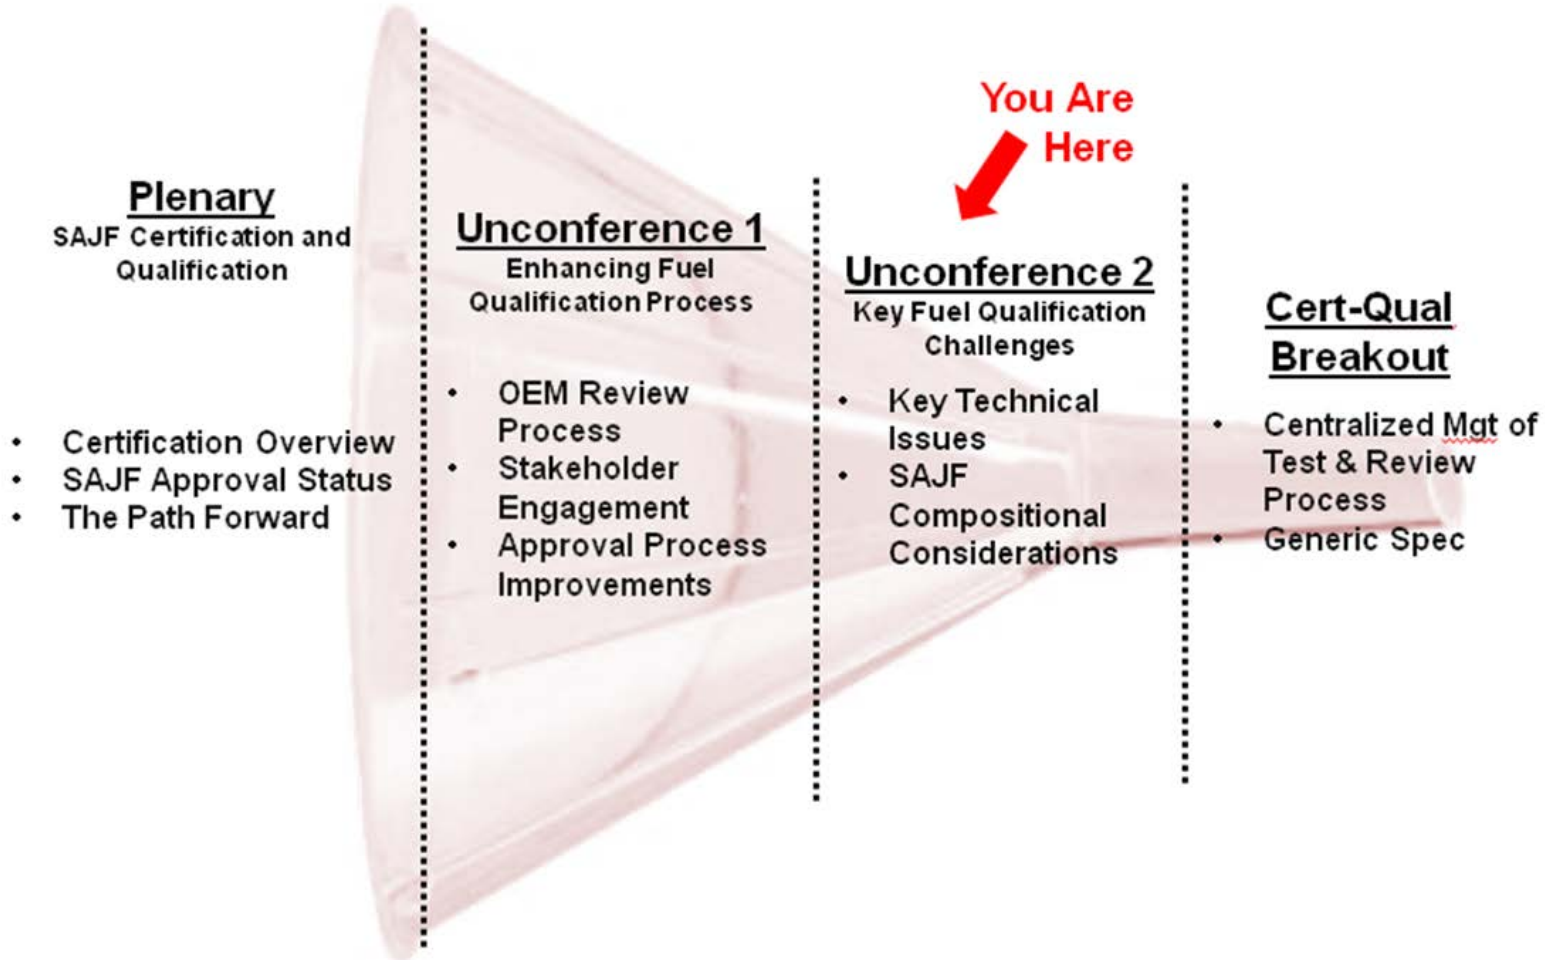 Plenary
SAJF Certification and
Qualification
• Certification Overview
• SAJF Approval Status
• The Path Forward
Unconference 1
Enhancing Fuel
Qualification Process
• OEM Review
Process
• Stakeholder
Engagement
• Approval Process
Improvements
You Are
Here
Unconference 2
Key Fuel Qualification
Challenges
• Key Technical
Issues
• SAJF
Compositional
Considerations
Cert-Qual
Breakout
• Centralized Mgt of
Test & Review
Process
• Generic Spec